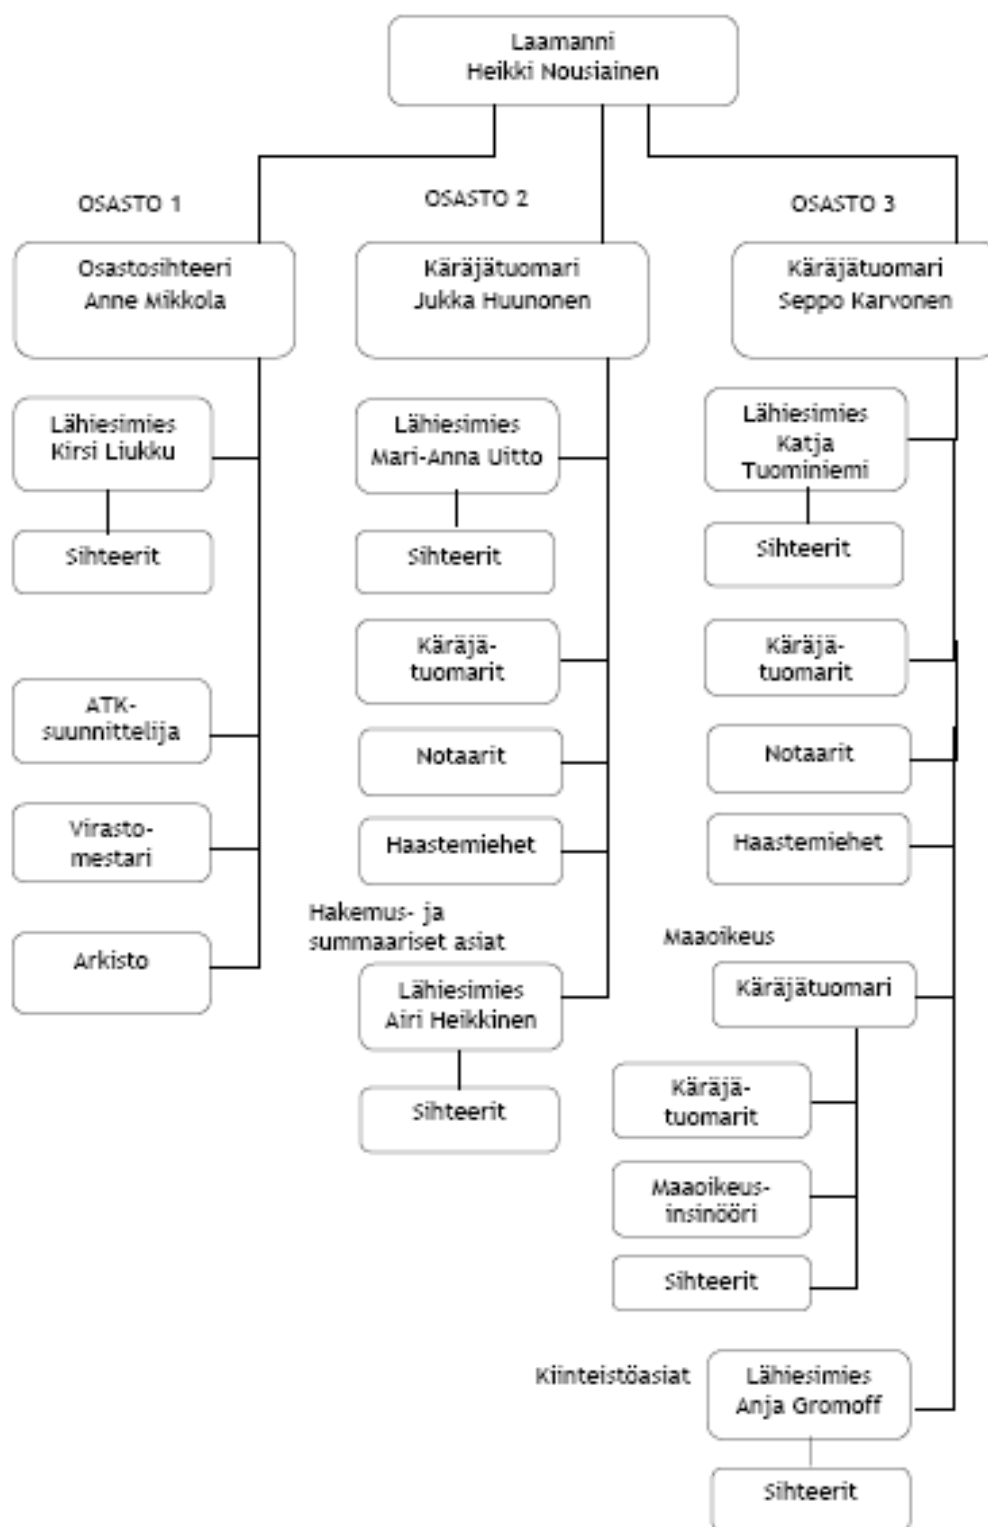 Laamanni
Heikki Nousiainen
OSASTO 1
Osastosihteeri
Anne Mikkola
Lähiesimies
Kirsi Liukku
Sihteerit
ATK-
suunnittelija
Virasto-
mestari
Arkisto
OSASTO 2
Käräjätuomari
Jukka Huunonen
Lähiesimies
Mari-Anna Uitto
Sihteerit
Käräjä-
tuomarit
Notaarit
Haastemiehet
Hakemus- ja
summaariset asiat
Lähiesimies
Airi Heikkinen
Sihteerit
OSASTO 3
Käräjätuomari
Seppo Karvonen
Lähiesimies
Katja
Tuominiemi
Sihteerit
Käräjä-
tuomarit
Notaarit
Haastemiehet
Maaoikeus
Käräjätuomari
Käräjä-
tuomarit
Maaoikeus-
insinööri
Sihteerit
Kiinteistöasiat
Lähiesimies
Anja Gromoff
Sihteerit